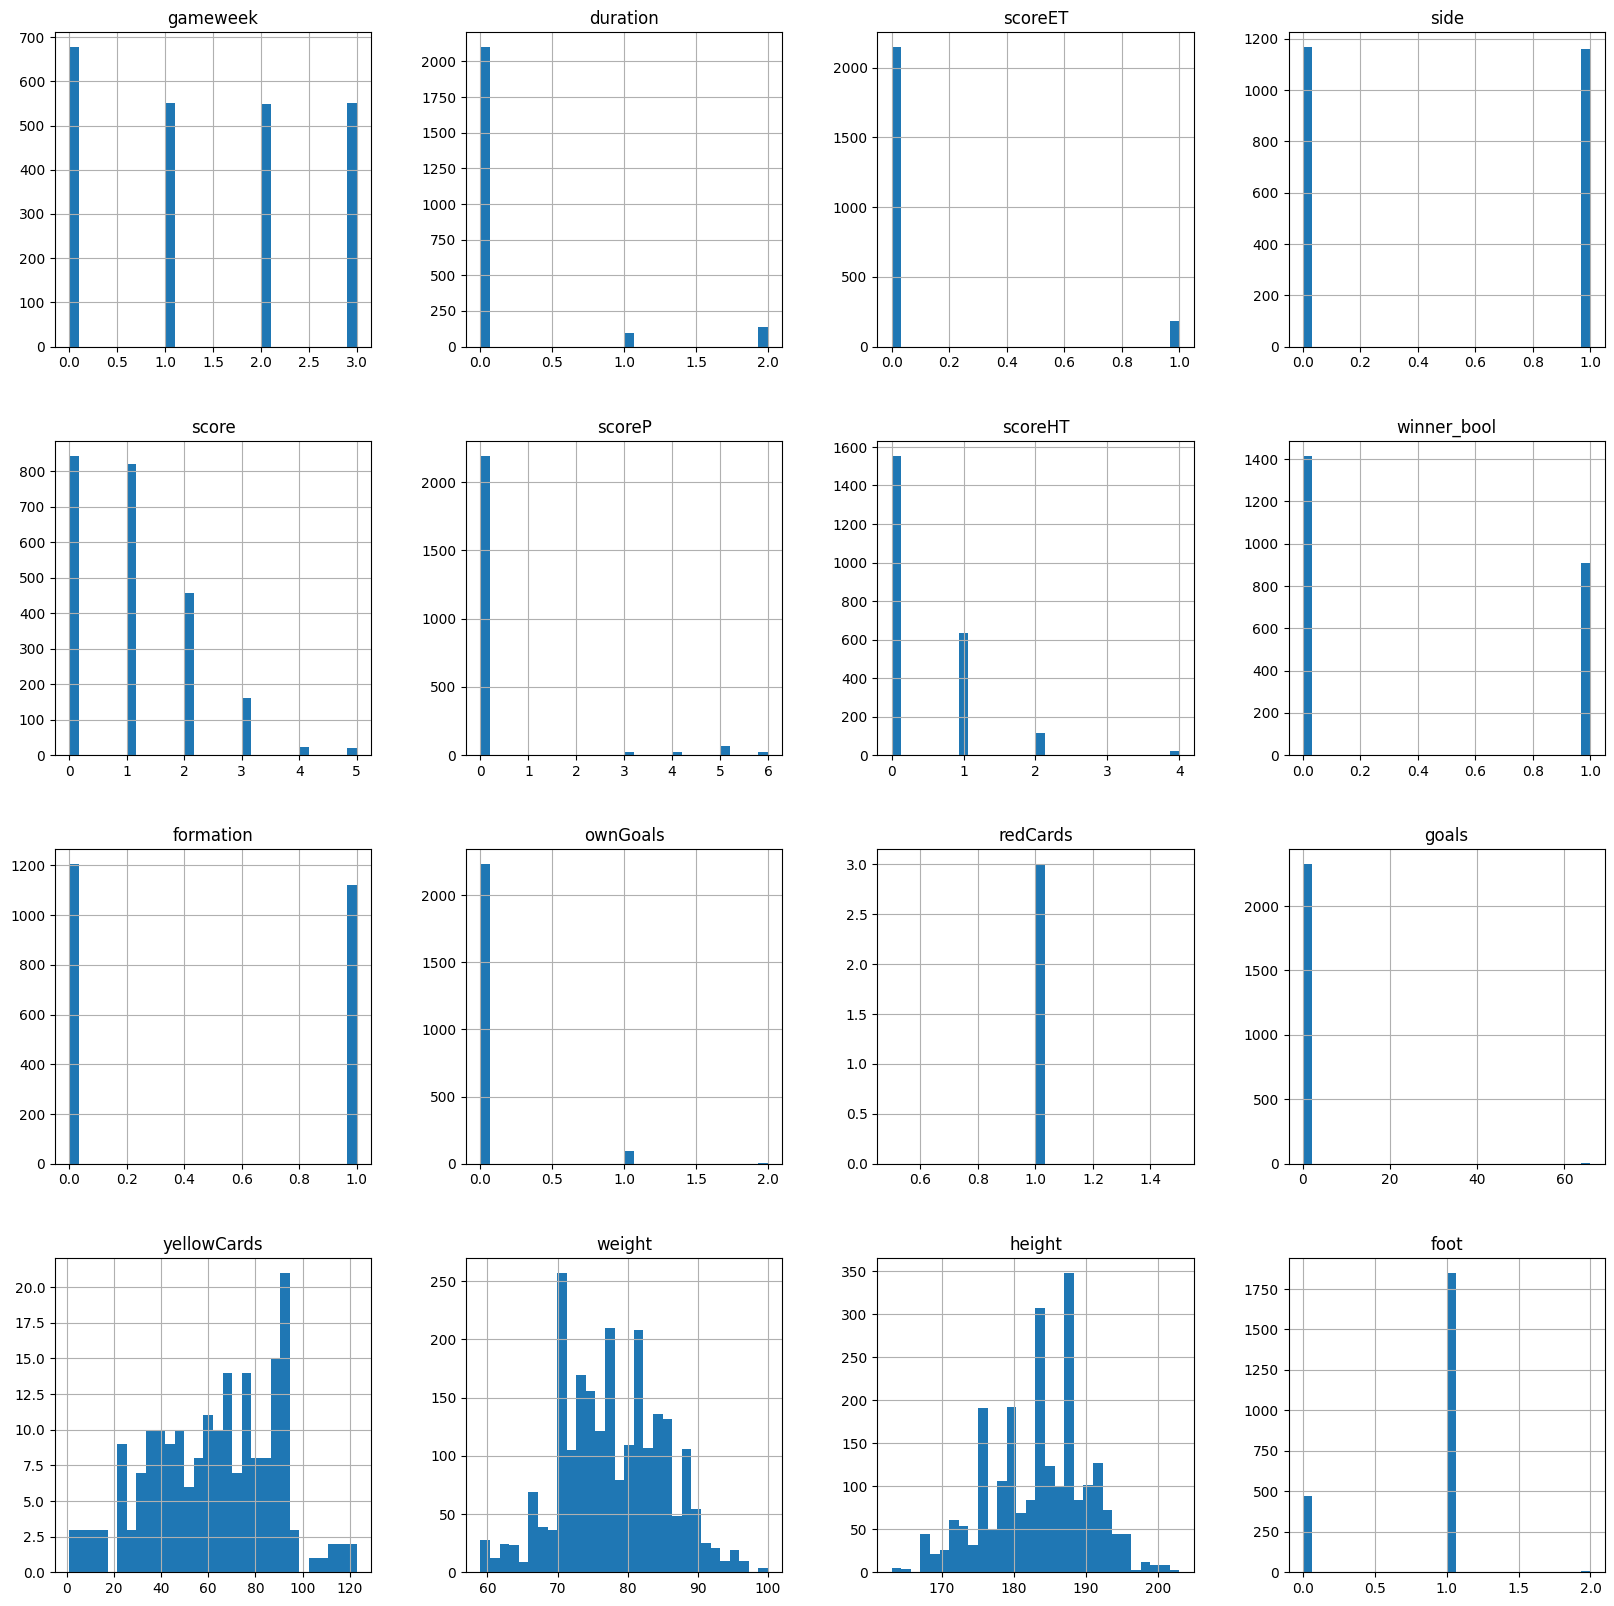 gameweek duration scoreET side
700 600 500 400 300 200 100 0
0.0 0.5 1.0 1.5 2.0 2.5 3.0
2000 1750 1500 1250 1000 750 500 250 0
0.0 0.5 1.0 1.5 2.0
2000 1500 1000 500 0
0.0 0.2 0.4 0.6 0.8 1.0
1200 1000 800 600 400 200 0
0.0 0.2 0.4 0.6 0.8 1.0
score scoreP scoreHT winner_bool
800 700 600 500 400 300 200 100 0
0 1 2 3 4 5
2000 1500 1000 500 0
0 1 2 3 4 5 6
1600 1400 1200 1000 800 600 400 200 0
0 1 2 3 4
1400 1200 1000 800 600 400 200 0
0.0 0.2 0.4 0.6 0.8 1.0
formation ownGoals redCards goals
1200 1000 800 600 400 200 0
0.0 0.2 0.4 0.6 0.8 1.0
2000 1500 1000 500 0
0.0 0.5 1.0 1.5 2.0
3.0 2.5 2.0 1.5 1.0 0.5 0.0
0.6 0.8 1.0 1.2 1.4
2000 1500 1000 500 0
0 20 40 60
yellowCards weight height foot
20.0 17.5 15.0 12.5 10.0 7.5 5.0 2.5 0.0
0 20 40 60 80 100 120
250 200 150 100 50 0
60 70 80 90 100
350 300 250 200 150 100 50 0
170 180 190 200
1750 1500 1250 1000 750 500 250 0
0.0 0.5 1.0 1.5 2.0